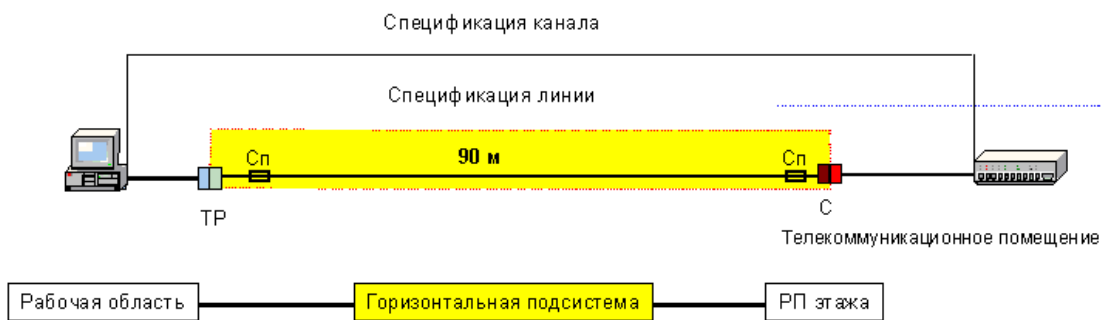 Спецификация канала
Спецификация линии
Сп
90 м
Сп
ТР
С
Телекоммуникационное помещение
Рабочая область
Горизонтальная подсистема
РП этажа